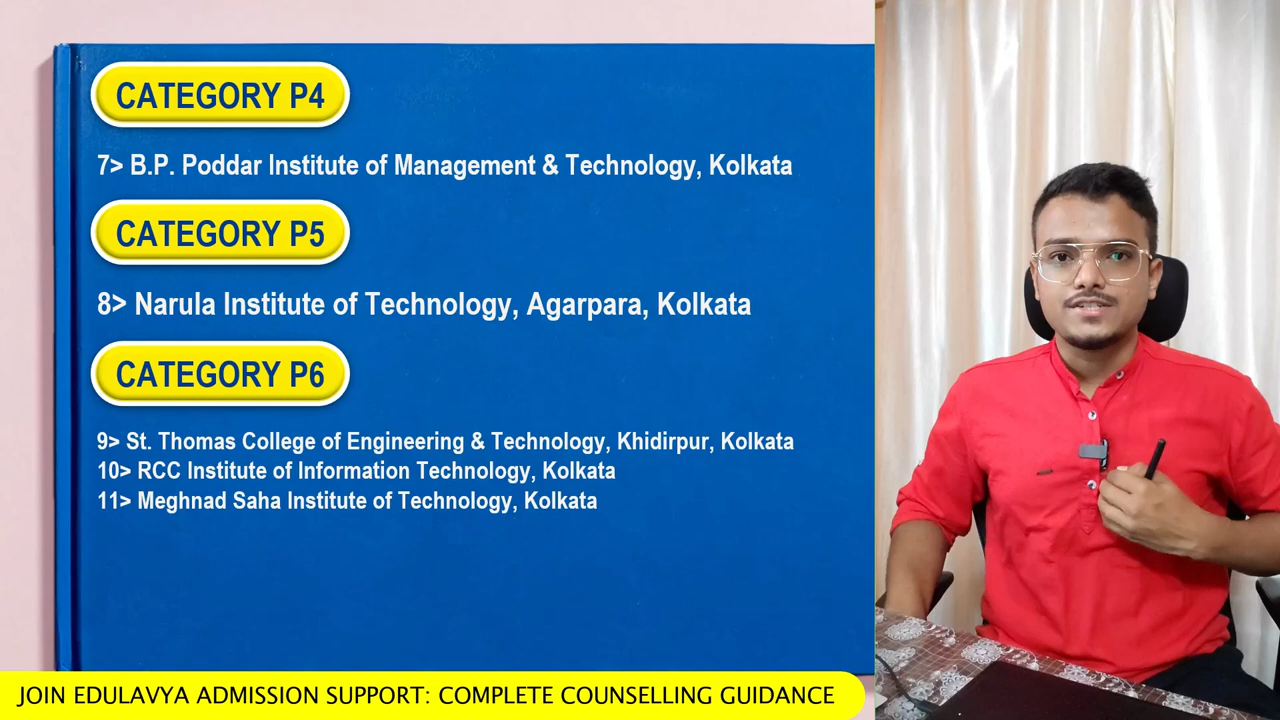 CATEGORY P4
7> B.P. Poddar Institute of Management & Technology, Kolkata
CATEGORY P5
8> Narula Institute of Technology, Agarpara, Kolkata
CATEGORY P6
9> St. Thomas College of Engineering & Technology, Khidirpur, Kolkata
10> RCC Institute of Information Technology, Kolkata
11> Meghnad Saha Institute of Technology, Kolkata
JOIN EDULAVYA ADMISSION SUPPORT: COMPLETE COUNSELLING GUIDANCE